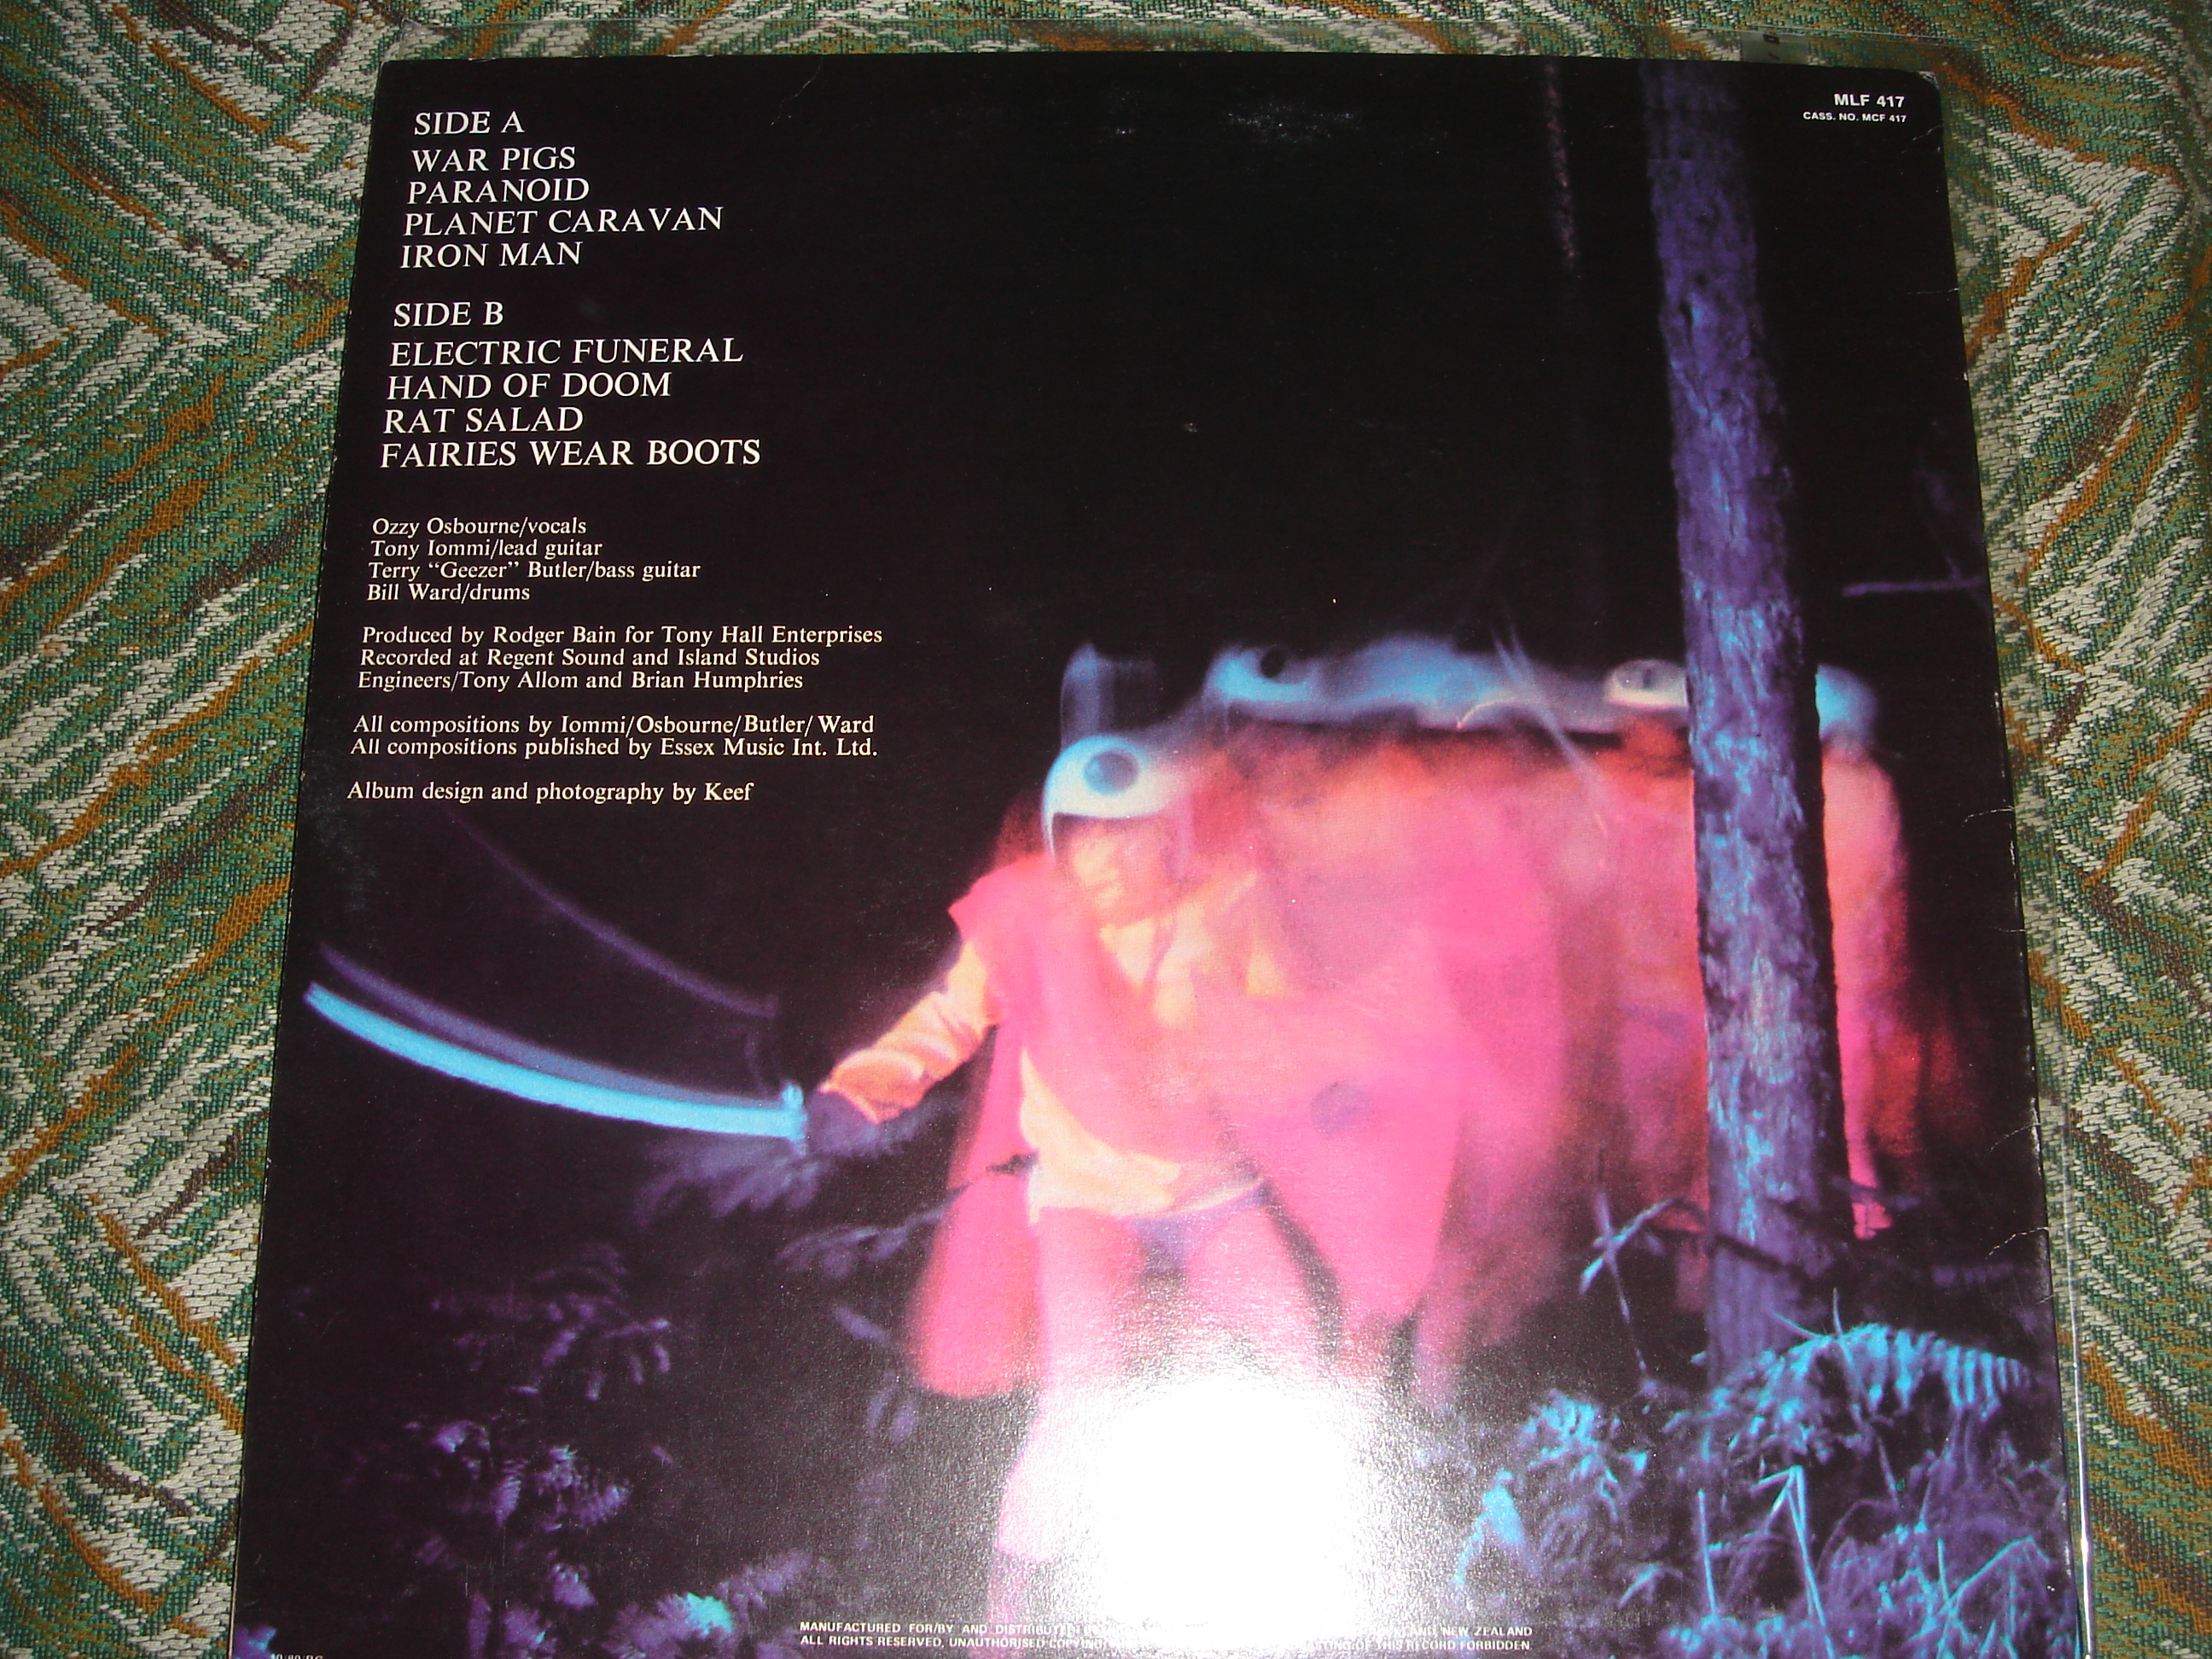 MLF 417
CASS. NO. MCF 417
SIDE A
WAR PIGS
PARANOID
PLANET CARAVAN
IRON MAN
SIDE B
ELECTRIC FUNERAL
HAND OF DOOM
RAT SALAD
FAIRIES WEAR BOOTS
Ozzy Osbourne/vocals
Tony Iommi/lead guitar
Terry “Geezer” Butler/bass guitar
Bill Ward/drums
Produced by Rodger Bain for Tony Hall Enterprises
Recorded at Regent Sound and Island Studios
Engineers/Tony Allom and Brian Humphries
All compositions by Iommi/Osbourne/Butler/Ward
All compositions published by Essex Music Int. Ltd.
Album design and photography by Keef
MANUFACTURED FOR/BY AND DISTRIBUTED NEW ZEALAND
ALL RIGHTS RESERVED, UNAUTHORISED OF THIS RECORD FORBIDDEN